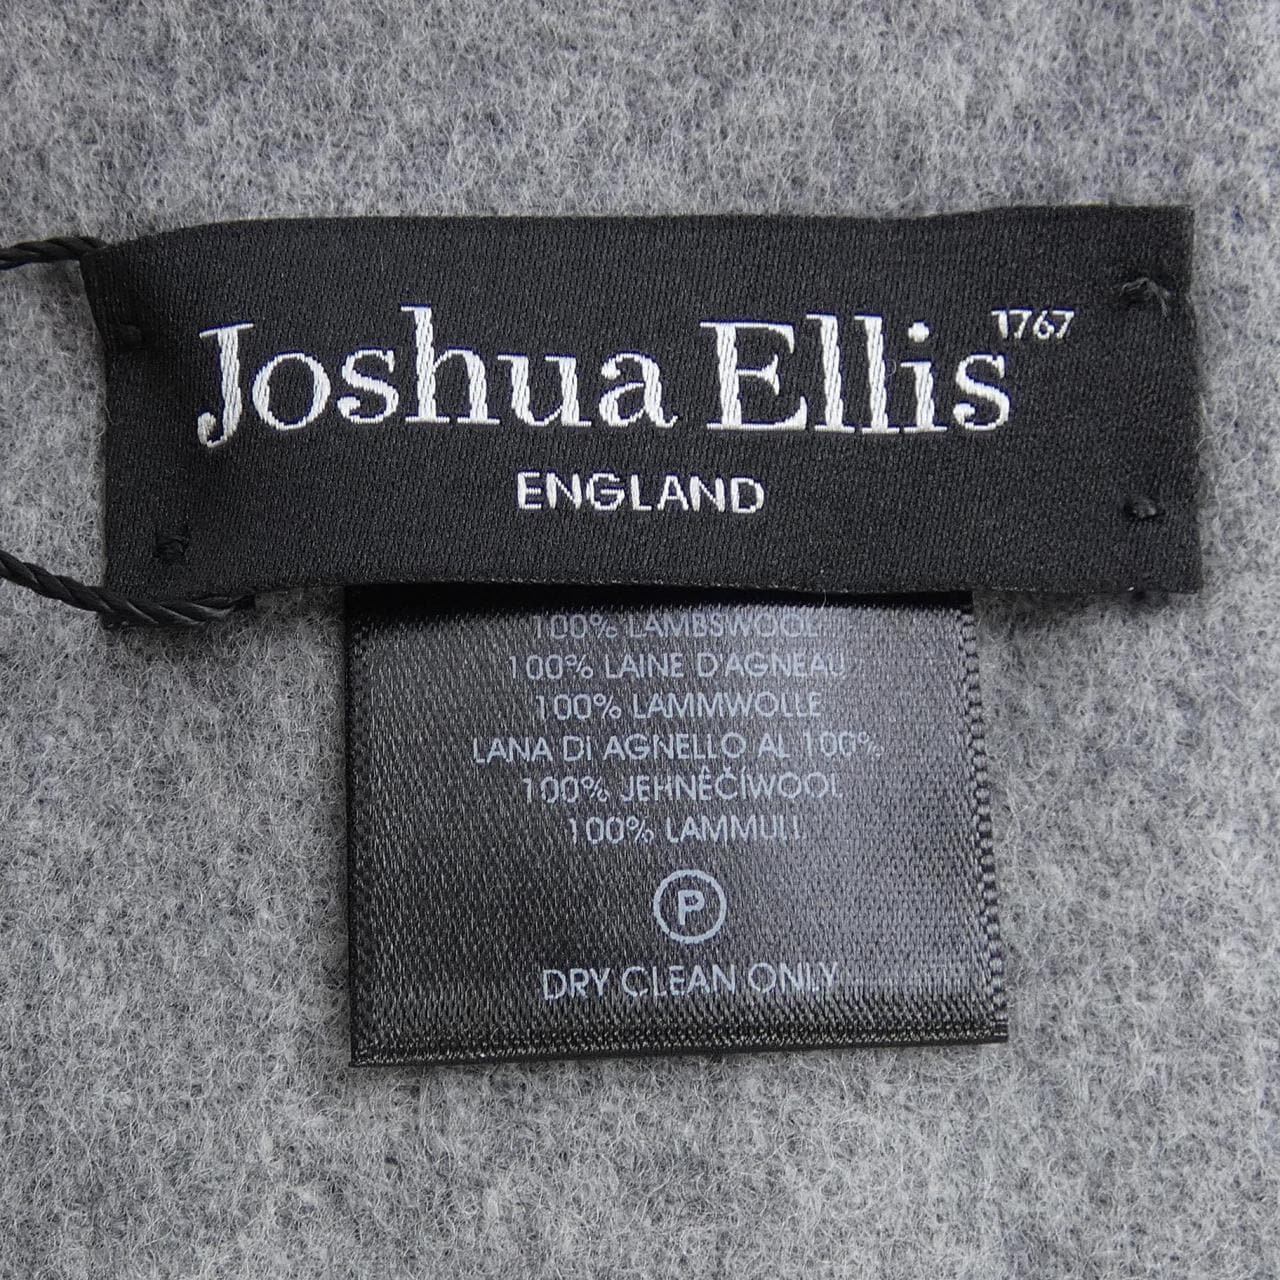 Joshua Ellis 1767
ENGLAND
100% LAMBSWOOL
100% LAINE D'AGNEAU
100% LAMMWOLLE
LANA DI AGNELLO AL 100%
100% JEHNĚČÍWOOL
100% LAMMULL
P
DRY CLEAN ONLY